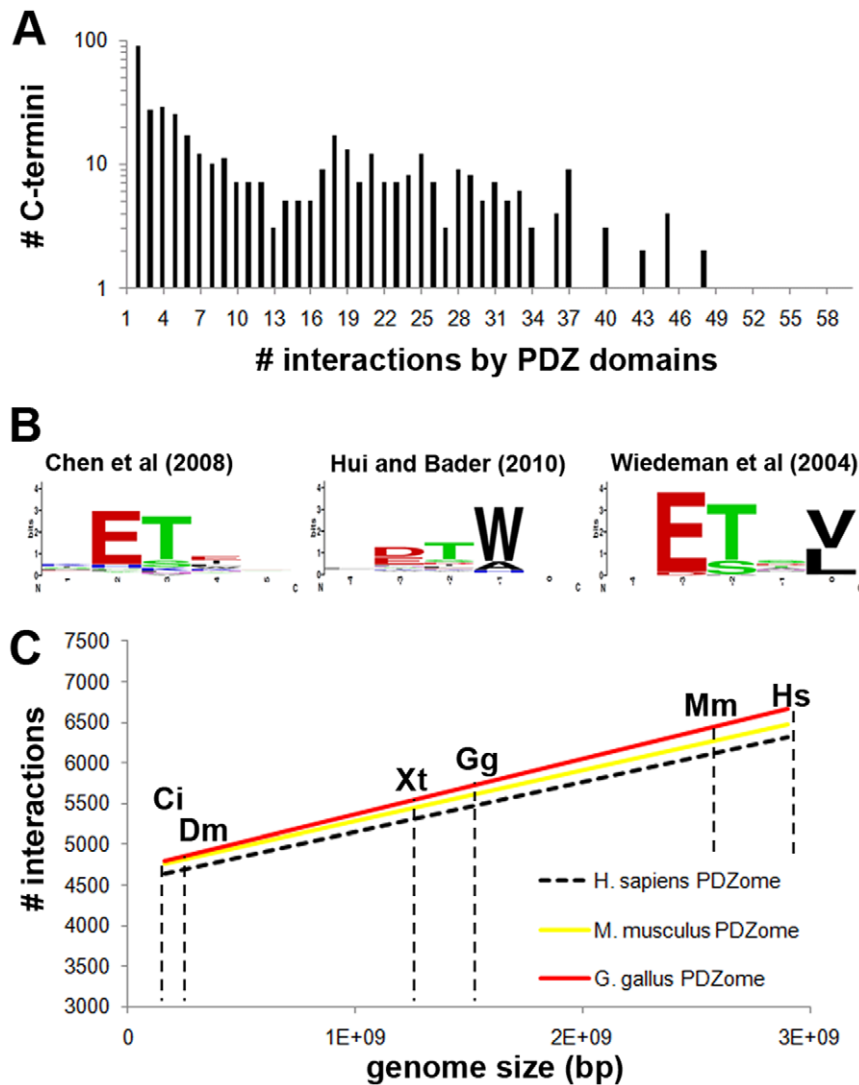 A
# C-termini
100
10
1
1 4 7 10 13 16 19 22 25 28 31 34 37 40 43 46 49 52 55 58
# interactions by PDZ domains
B
Chen et al (2008) Hui and Bader (2010) Wiedeman et al (2004)
C
# interactions
7500
7000
6500
6000
5500
5000
4500
4000
3500
3000
Ci
Dm
Xt
Gg
Mm
Hs
H. sapiens PDZome
M. musculus PDZome
G. gallus PDZome
0 1E+09 2E+09 3E+09
genome size (bp)